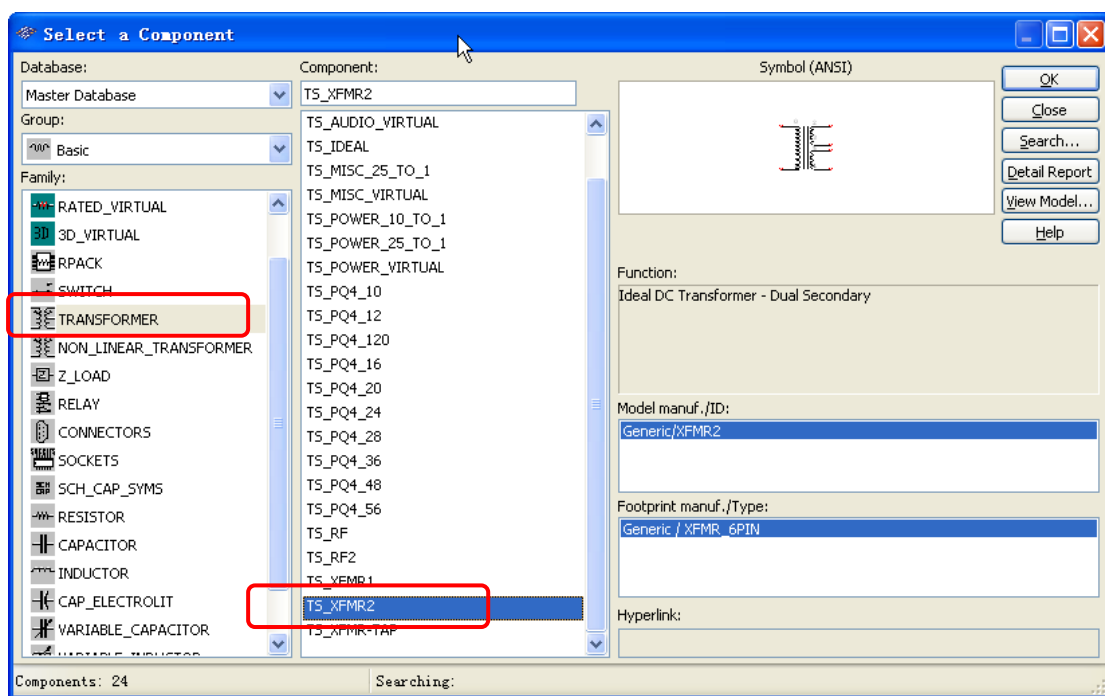 Select a Component
Database:
Master Database
Group:
Basic
Family:
RATED_VIRTUAL
3D
3D_VIRTUAL
RPACK
SWITCH
TRANSFORMER
NON_LINEAR_TRANSFORMER
Z_LOAD
RELAY
CONNECTORS
SOCKETS
SCH_CAP_SYMS
RESISTOR
CAPACITOR
INDUCTOR
CAP_ELECTROLIT
VARIABLE_CAPACITOR
VARIABLE_INDUCTOR
Component:
TS_XFMR2
TS_AUDIO_VIRTUAL
TS_IDEAL
TS_MISC_25_TO_1
TS_MISC_VIRTUAL
TS_POWER_10_TO_1
TS_POWER_25_TO_1
TS_POWER_VIRTUAL
TS_PQ4_10
TS_PQ4_12
TS_PQ4_120
TS_PQ4_16
TS_PQ4_20
TS_PQ4_24
TS_PQ4_28
TS_PQ4_36
TS_PQ4_48
TS_PQ4_56
TS_RF
TS_RF2
TS_XFMR1
TS_XFMR2
TS_XFMR-TAP
Symbol (ANSI)
Function:
Ideal DC Transformer - Dual Secondary
Model manuf./ID:
Generic/XFMR2
Footprint manuf./Type:
Generic / XFMR_6PIN
Hyperlink:
OK
Close
Search...
Detail Report
View Model...
Help
Components: 24
Searching: